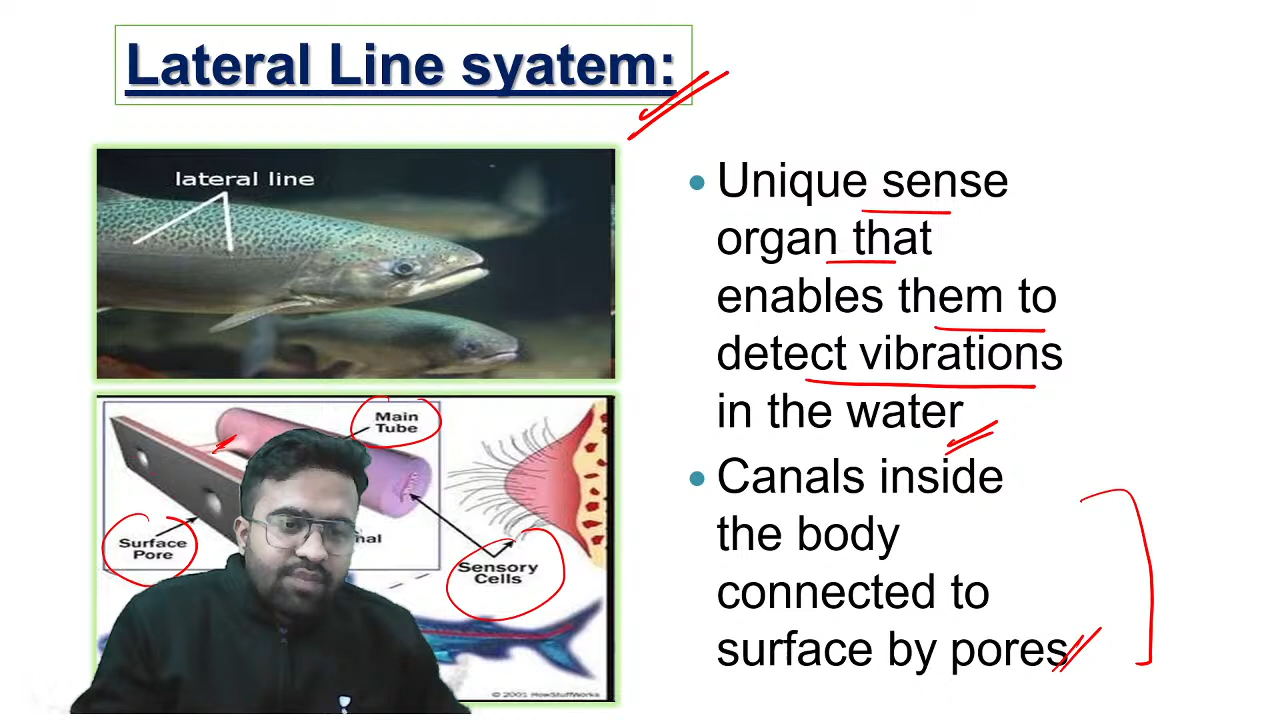 Lateral Line syatem:
lateral line
Unique sense
organ that
enables them to
detect vibrations
in the water
Canals inside
the body
connected to
surface by pores
Main
Tube
Surface
Pore
Sensory
Cells
© 2001 HowStuffWorks